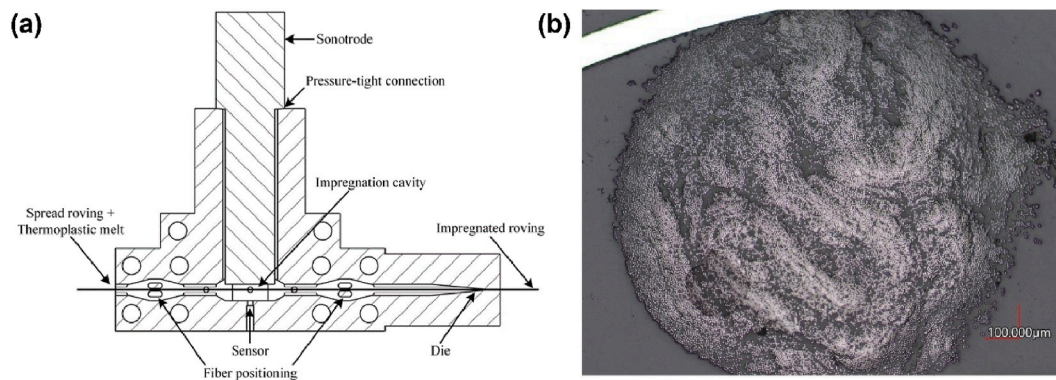 (a)
Sonotrode
Pressure-tight connection
Impregnation cavity
Spread roving +
Thermoplastic melt
Impregnated roving
Sensor
Fiber positioning
Die
(b)
100.000μm